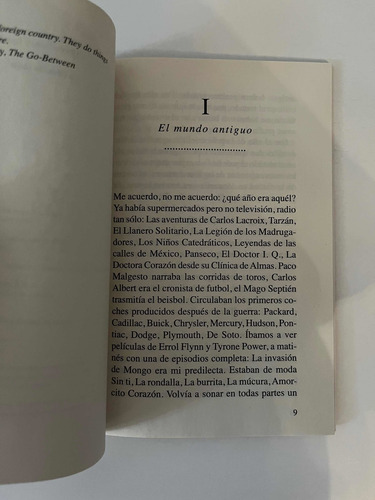 foreign country. They do things
re.
y, The Go-Between
I
El mundo antiguo
Me acuerdo, no me acuerdo: ¿qué año era aquél?
Ya había supermercados pero no televisión, radio
tan sólo: Las aventuras de Carlos Lacroix, Tarzán,
El Llanero Solitario, La Legión de los Madruga-
dores, Los Niños Catedráticos, Leyendas de las
calles de México, Panseco, El Doctor I. Q., La
Doctora Corazón desde su Clínica de Almas. Paco
Malgesto narraba las corridas de toros, Carlos
Albert era el cronista de futbol, el Mago Septién
trasmitía el beisbol. Circulaban los primeros co-
ches producidos después de la guerra: Packard,
Cadillac, Buick, Chrysler, Mercury, Hudson, Pon-
tiac, Dodge, Plymouth, De Soto. Íbamos a ver
películas de Errol Flynn y Tyrone Power, a mati-
nés con una de episodios completa: La invasión
de Mongo era mi predilecta. Estaban de moda
Sin ti, La rondalla, La burrita, La múcura, Amor-
cito Corazón. Volvía a sonar en todas partes un
9